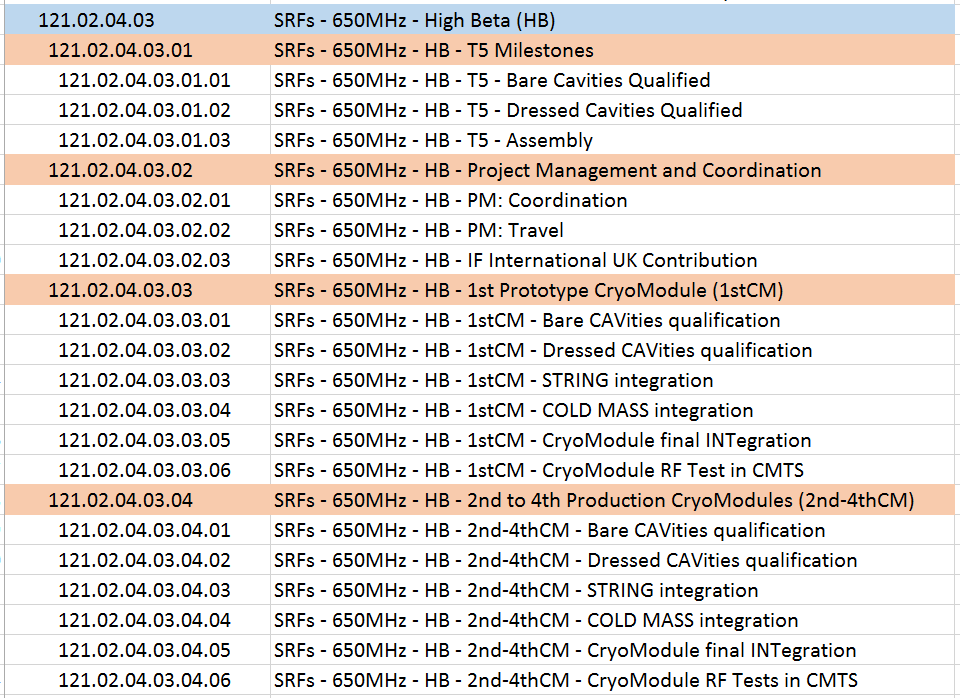 121.02.04.03 SRFs - 650MHz - High Beta (HB)
121.02.04.03.01 SRFs - 650MHz - HB - T5 Milestones
121.02.04.03.01.01 SRFs - 650MHz - HB - T5 - Bare Cavities Qualified
121.02.04.03.01.02 SRFs - 650MHz - HB - T5 - Dressed Cavities Qualified
121.02.04.03.01.03 SRFs - 650MHz - HB - T5 - Assembly
121.02.04.03.02 SRFs - 650MHz - HB - Project Management and Coordination
121.02.04.03.02.01 SRFs - 650MHz - HB - PM: Coordination
121.02.04.03.02.02 SRFs - 650MHz - HB - PM: Travel
121.02.04.03.02.03 SRFs - 650MHz - HB - IF International UK Contribution
121.02.04.03.03 SRFs - 650MHz - HB - 1st Prototype CryoModule (1stCM)
121.02.04.03.03.01 SRFs - 650MHz - HB - 1stCM - Bare CAVities qualification
121.02.04.03.03.02 SRFs - 650MHz - HB - 1stCM - Dressed CAVities qualification
121.02.04.03.03.03 SRFs - 650MHz - HB - 1stCM - STRING integration
121.02.04.03.03.04 SRFs - 650MHz - HB - 1stCM - COLD MASS integration
121.02.04.03.03.05 SRFs - 650MHz - HB - 1stCM - CryoModule final INTegration
121.02.04.03.03.06 SRFs - 650MHz - HB - 1stCM - CryoModule RF Test in CMTS
121.02.04.03.04 SRFs - 650MHz - HB - 2nd to 4th Production CryoModules (2nd-4thCM)
121.02.04.03.04.01 SRFs - 650MHz - HB - 2nd-4thCM - Bare CAVities qualification
121.02.04.03.04.02 SRFs - 650MHz - HB - 2nd-4thCM - Dressed CAVities qualification
121.02.04.03.04.03 SRFs - 650MHz - HB - 2nd-4thCM - STRING integration
121.02.04.03.04.04 SRFs - 650MHz - HB - 2nd-4thCM - COLD MASS integration
121.02.04.03.04.05 SRFs - 650MHz - HB - 2nd-4thCM - CryoModule final INTegration
121.02.04.03.04.06 SRFs - 650MHz - HB - 2nd-4thCM - CryoModule RF Tests in CMTS